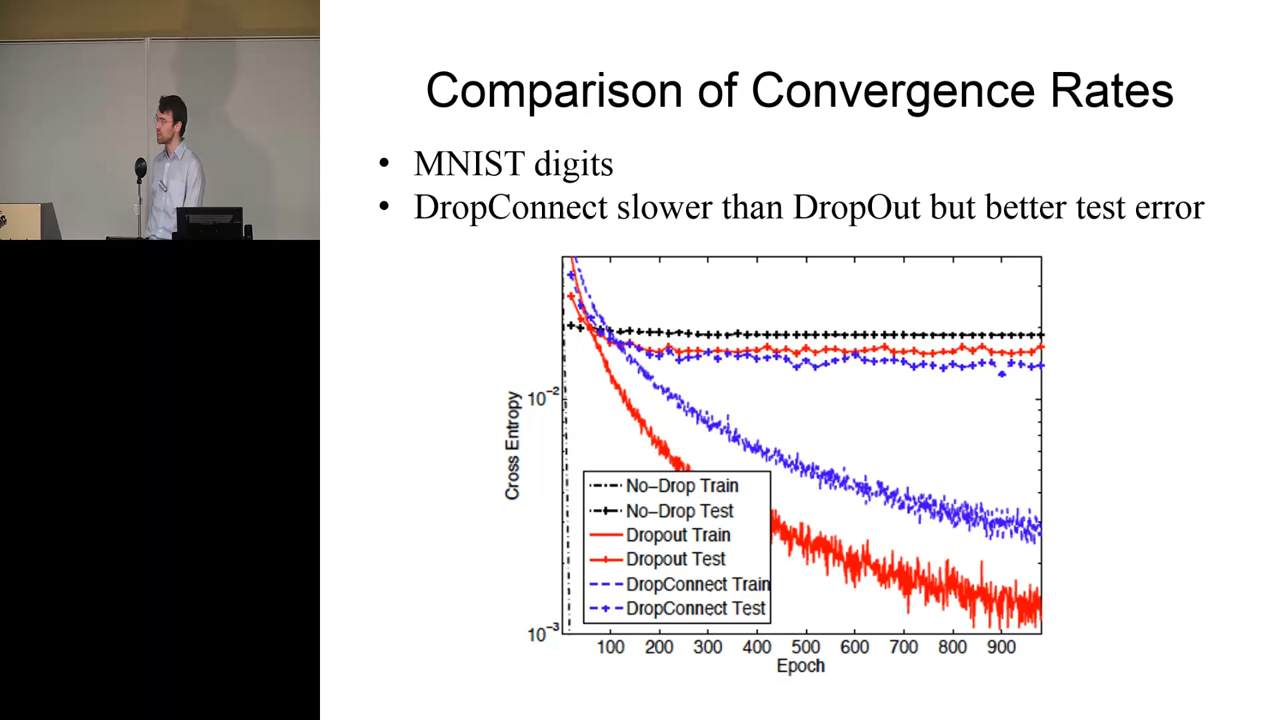 Comparison of Convergence Rates
• MNIST digits
• DropConnect slower than DropOut but better test error
Cross Entropy
10⁻²
10⁻³
No−Drop Train
No−Drop Test
Dropout Train
Dropout Test
DropConnect Train
DropConnect Test
100 200 300 400 500 600 700 800 900
Epoch